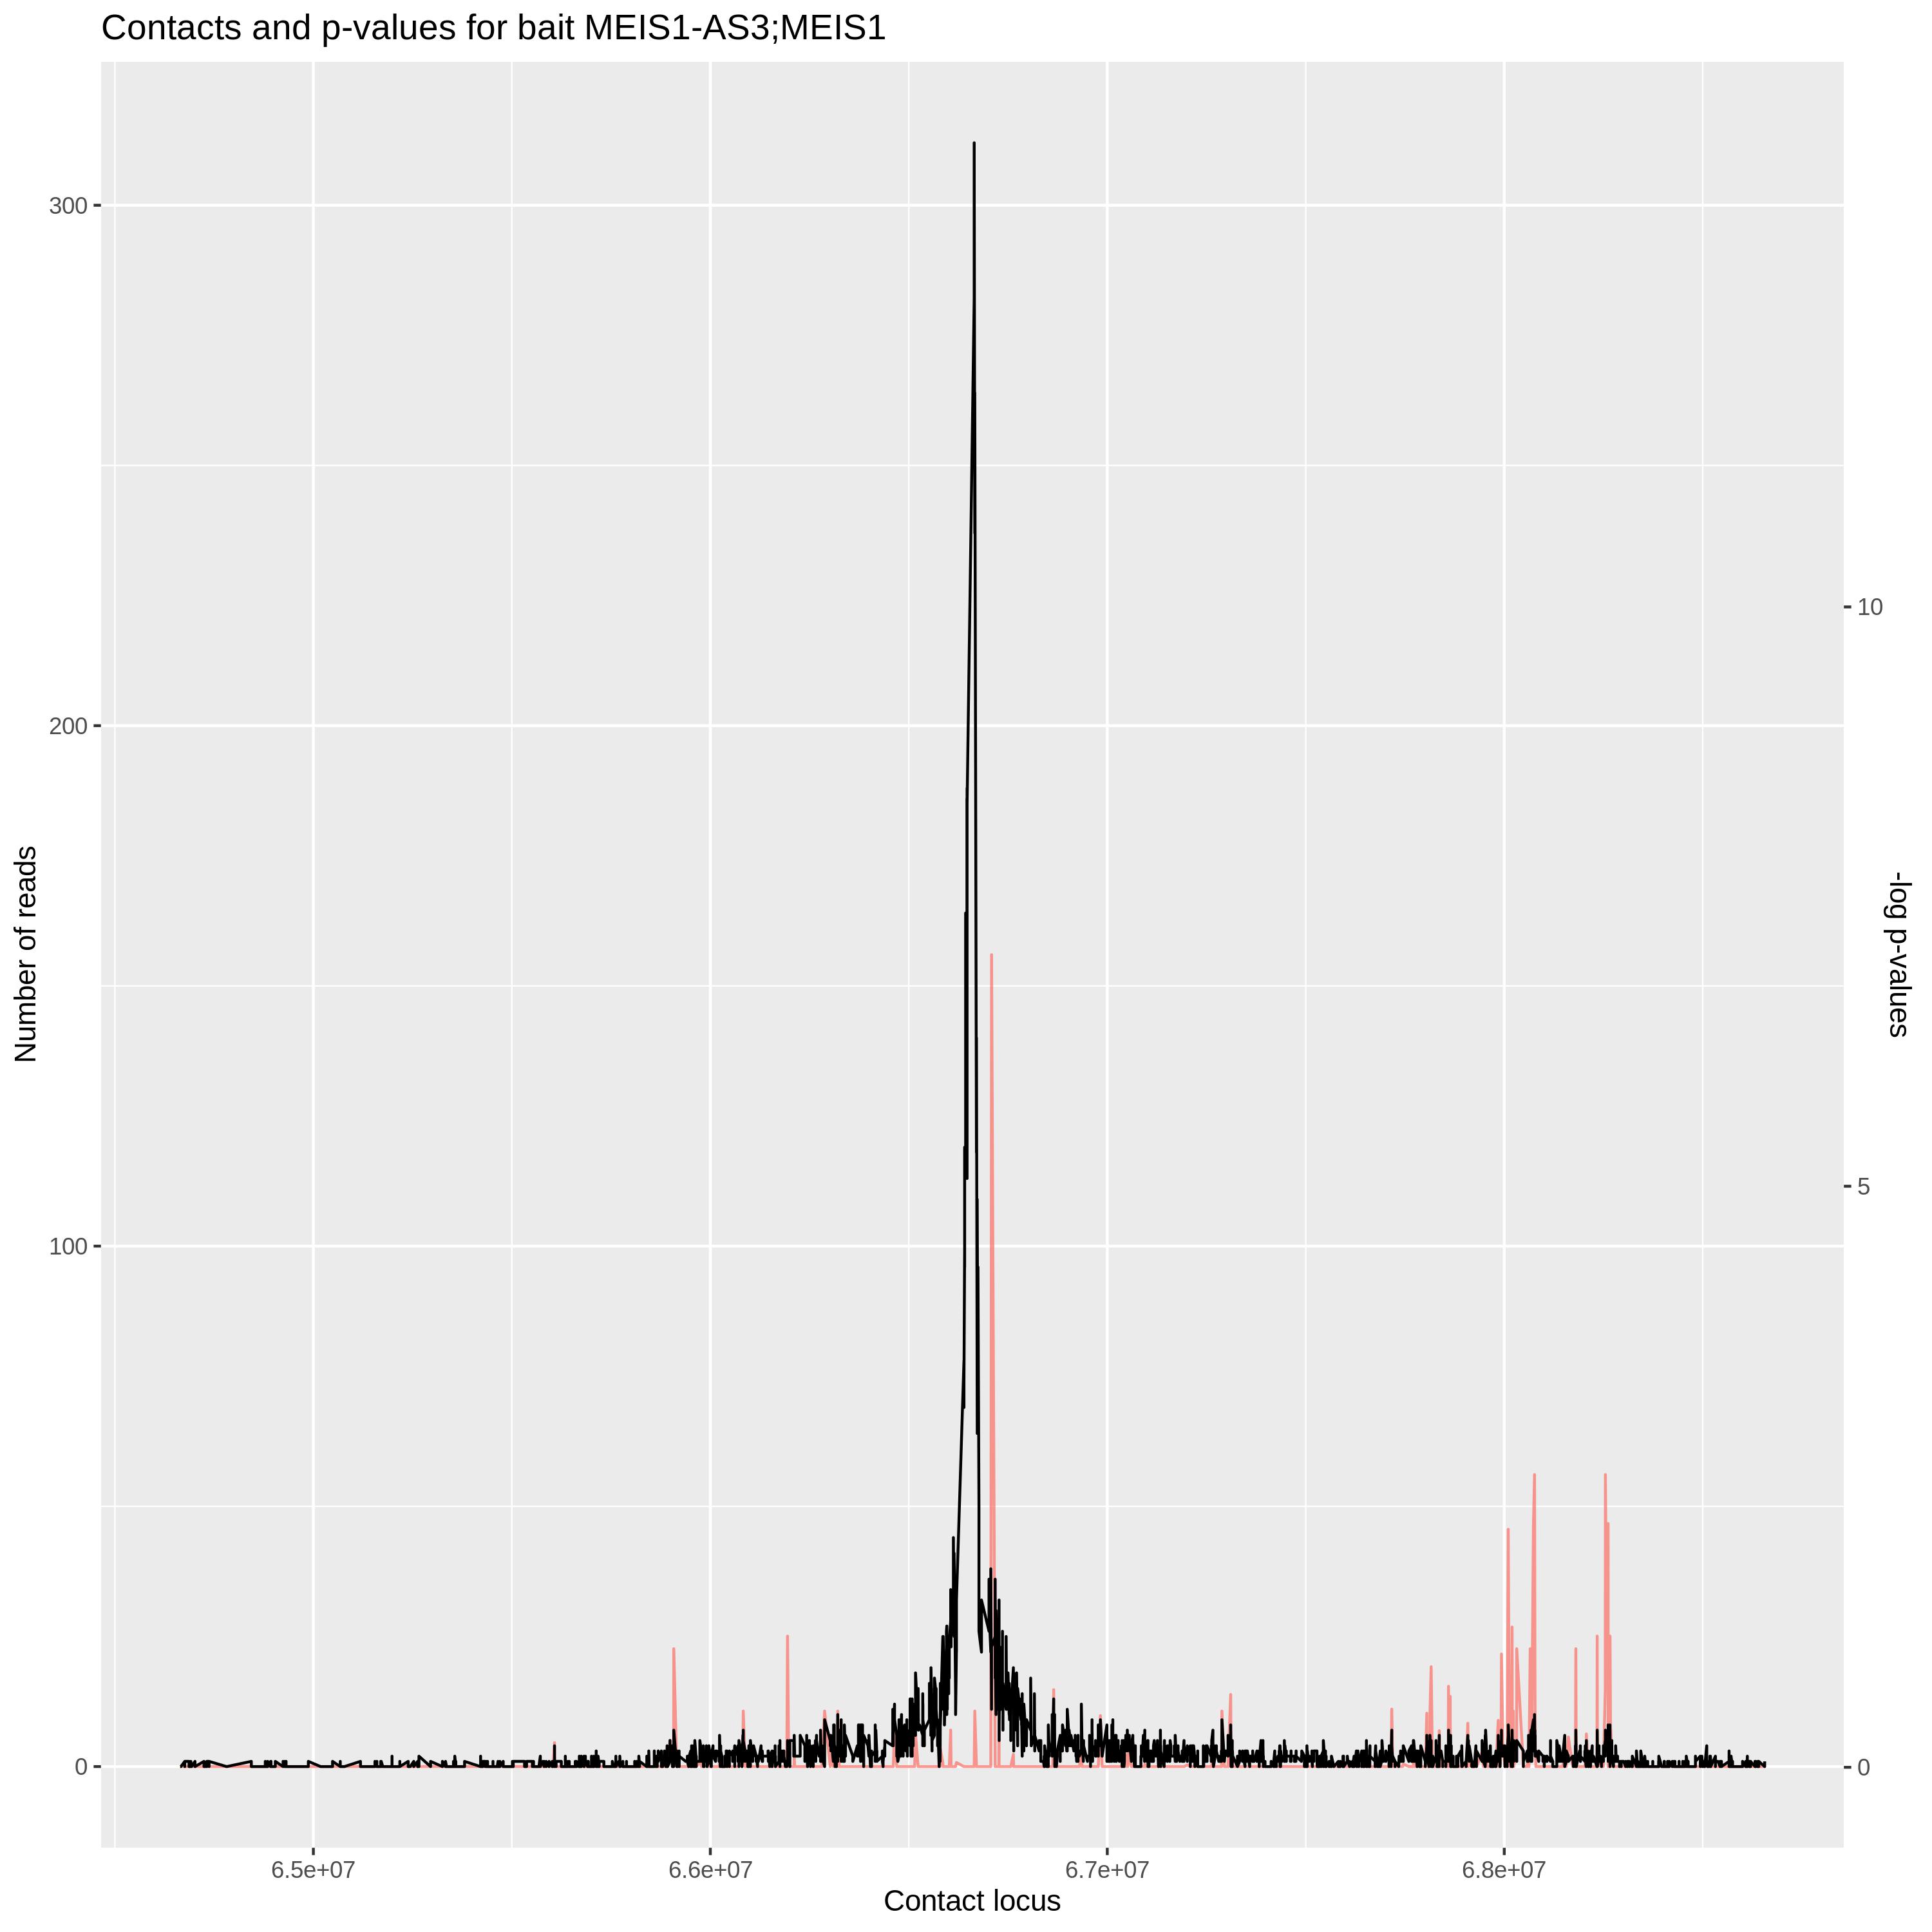 Contacts and p-values for bait MEIS1-AS3;MEIS1
Number of reads
300
200
100
0
10
5
0
-log p-values
6.5e+07
6.6e+07
6.7e+07
6.8e+07
Contact locus